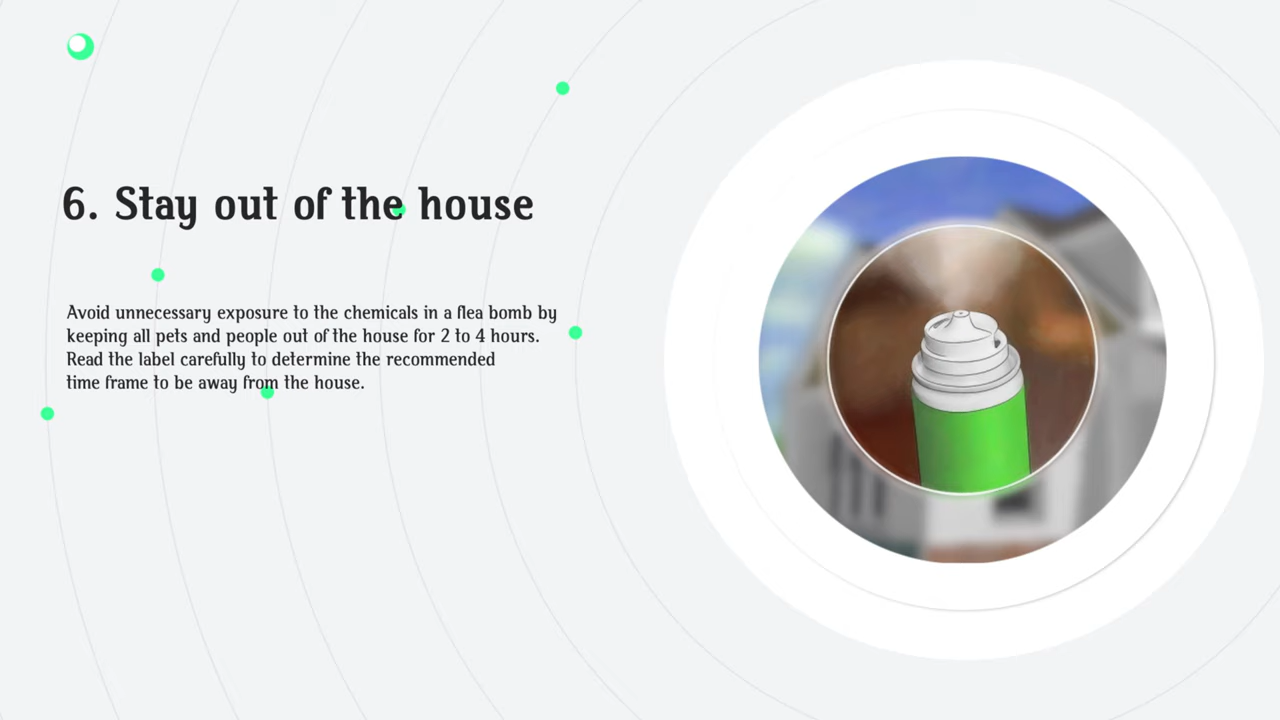 6. Stay out of the house
Avoid unnecessary exposure to the chemicals in a flea bomb by
keeping all pets and people out of the house for 2 to 4 hours.
Read the label carefully to determine the recommended
time frame to be away from the house.